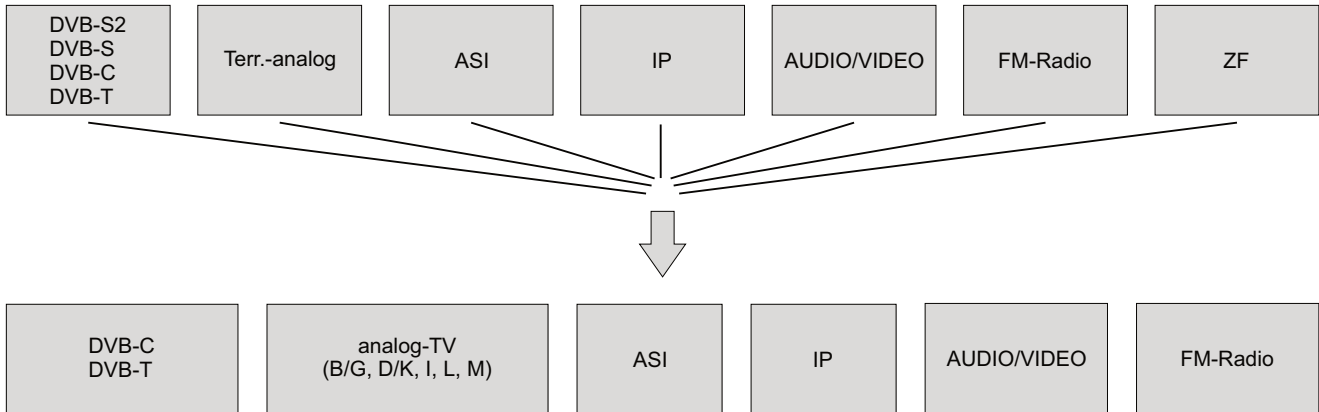 DVB-S2
DVB-S
DVB-C
DVB-T
Terr.-analog
ASI
IP
AUDIO/VIDEO
FM-Radio
ZF
DVB-C
DVB-T
analog-TV
(B/G, D/K, I, L, M)
ASI
IP
AUDIO/VIDEO
FM-Radio